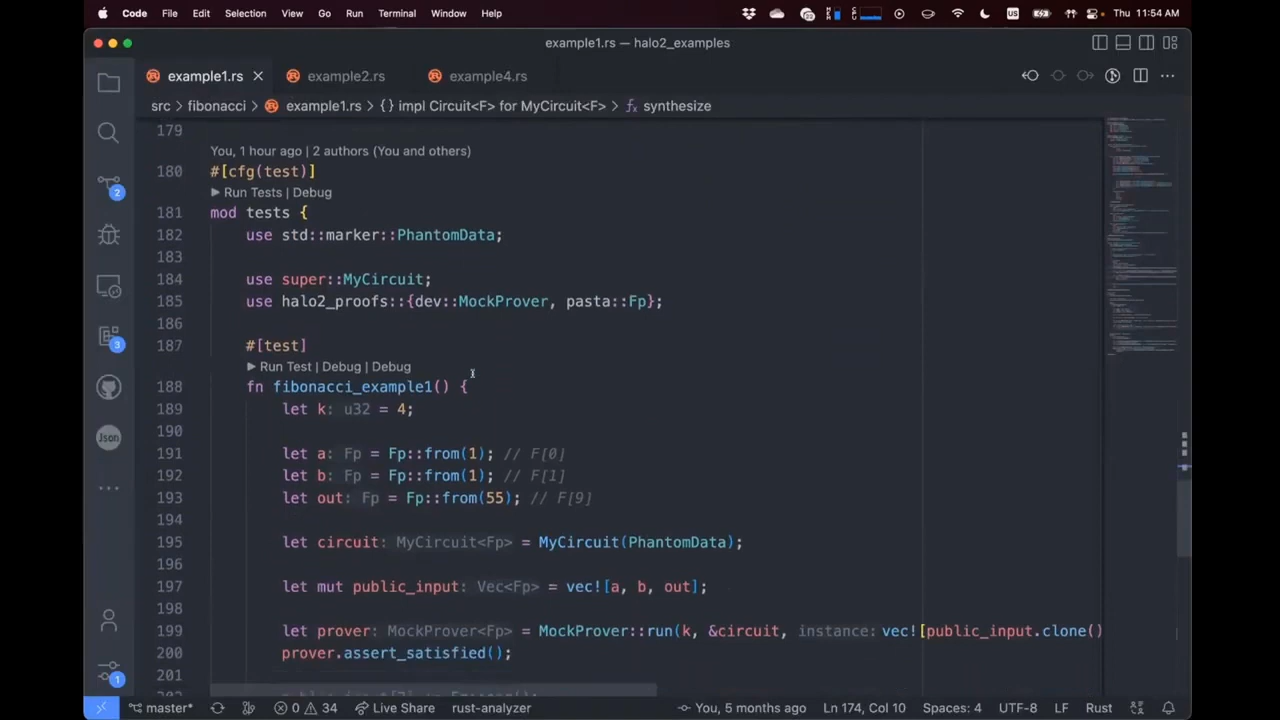 Code File Edit Selection View Go Run Terminal Window Help Thu 11:54 AM
example1.rs — halo2_examples
example1.rs example2.rs example4.rs
src > fibonacci > example1.rs > {} impl Circuit<F> for MyCircuit<F> > synthesize
179
You, 1 hour ago | 2 authors (You and others)
180 #[cfg(test)]
Run Tests | Debug
181 mod tests {
182 use std::marker::PhantomData;
183
184 use super::MyCircuit;
185 use halo2_proofs::{dev::MockProver, pasta::Fp};
186
187 #[test]
Run Test | Debug | Debug
188 fn fibonacci_example1() {
189 let k: u32 = 4;
190
191 let a: Fp = Fp::from(1); // F[0]
192 let b: Fp = Fp::from(1); // F[1]
193 let out: Fp = Fp::from(55); // F[9]
194
195 let circuit: MyCircuit<Fp> = MyCircuit(PhantomData);
196
197 let mut public_input: Vec<Fp> = vec![a, b, out];
198
199 let prover: MockProver<Fp> = MockProver::run(k, &circuit, instance: vec![public_input.clone()
200 prover.assert_satisfied();
201
2
3
Json
1
master* 0 34 Live Share rust-analyzer You, 5 months ago Ln 174, Col 10 Spaces: 4 UTF-8 LF Rust